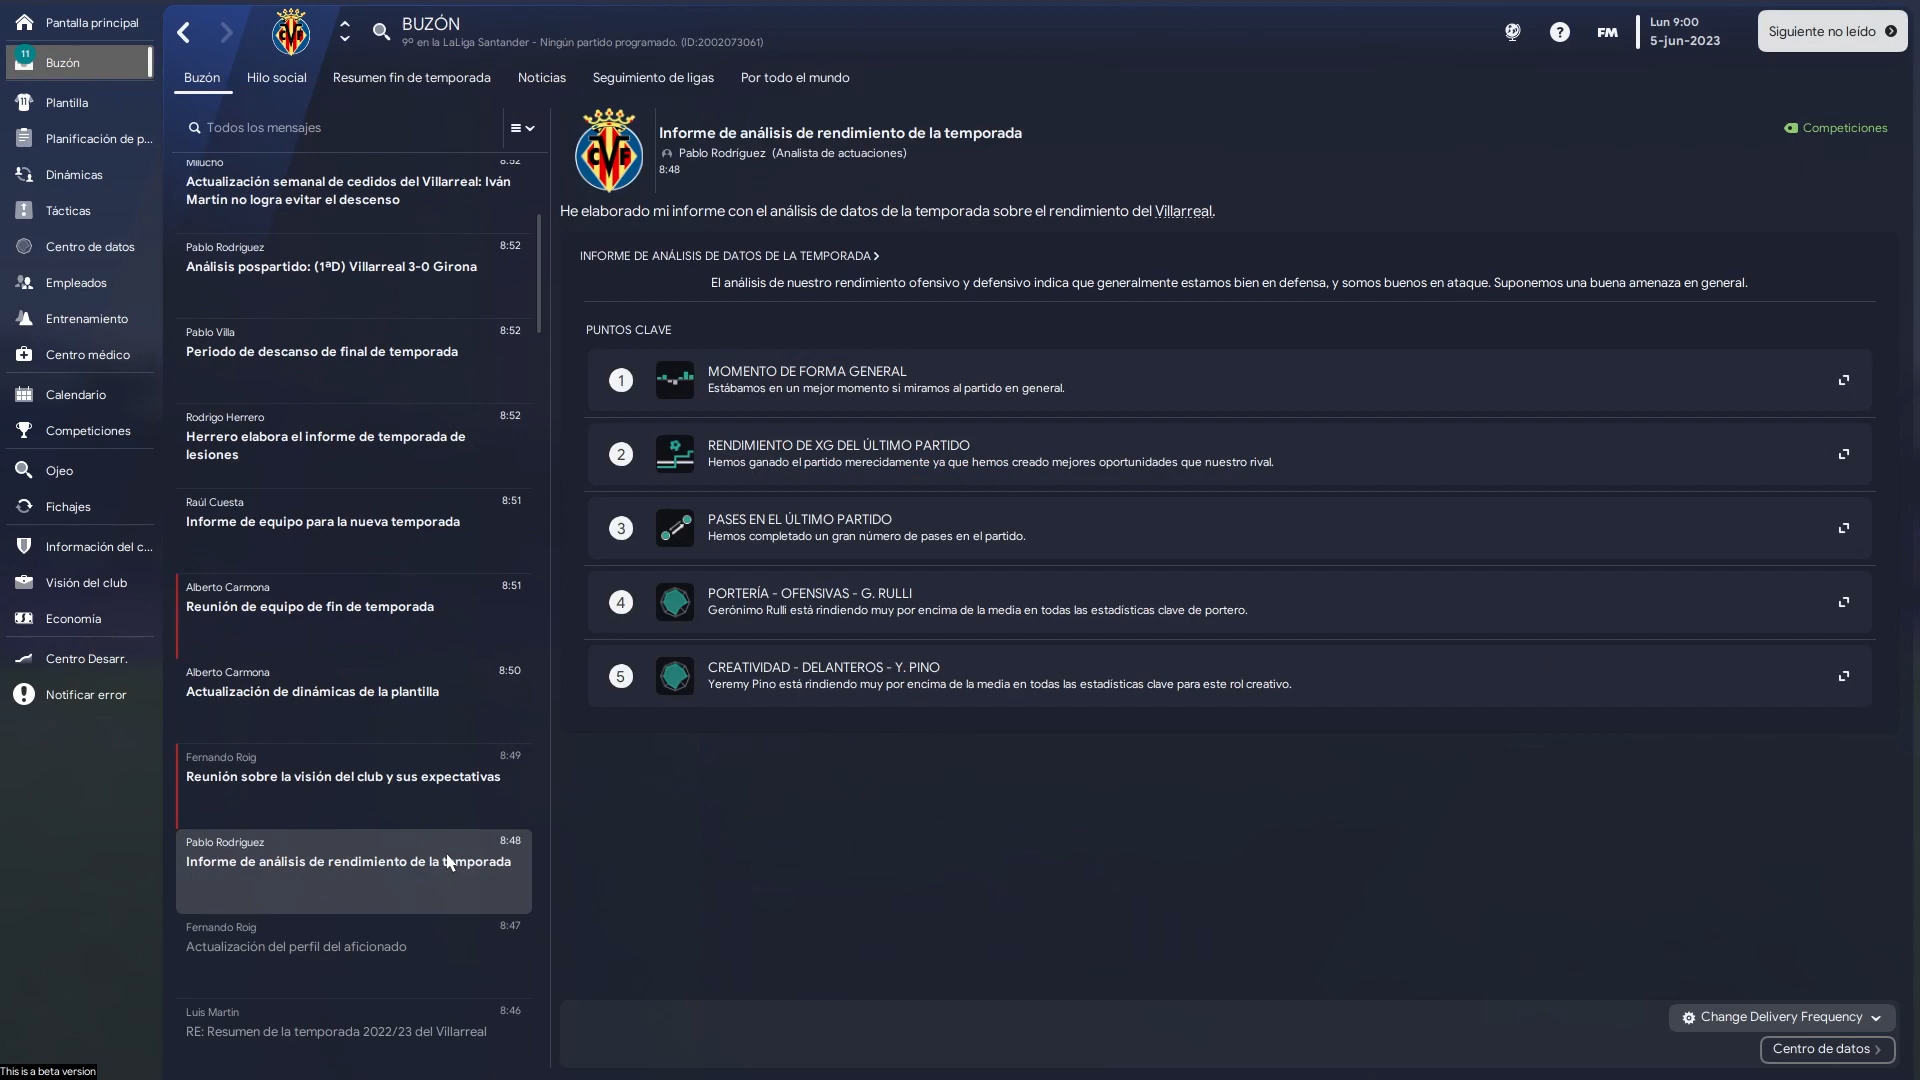 Pantalla principal
11
Buzón
Plantilla
Planificación de p...
Dinámicas
Tácticas
Centro de datos
Empleados
Entrenamiento
Centro médico
Calendario
Competiciones
Ojeo
Fichajes
Información del c...
Visión del club
Economía
Centro Desarr.
Notificar error
This is a beta version
BUZÓN
9º en la LaLiga Santander - Ningún partido programado. (ID:2002073061)
FM
Lun 9:00
5-jun-2023
Siguiente no leído
Buzón
Hilo social
Resumen fin de temporada
Noticias
Seguimiento de ligas
Por todo el mundo
Todos los mensajes
Milucho
8:52
Actualización semanal de cedidos del Villarreal: Iván
Martín no logra evitar el descenso
Pablo Rodríguez
8:52
Análisis pospartido: (1ªD) Villarreal 3-0 Girona
Pablo Villa
8:52
Periodo de descanso de final de temporada
Rodrigo Herrero
8:52
Herrero elabora el informe de temporada de
lesiones
Raúl Cuesta
8:51
Informe de equipo para la nueva temporada
Alberto Carmona
8:51
Reunión de equipo de fin de temporada
Alberto Carmona
8:50
Actualización de dinámicas de la plantilla
Fernando Roig
8:49
Reunión sobre la visión del club y sus expectativas
Pablo Rodríguez
8:48
Informe de análisis de rendimiento de la temporada
Fernando Roig
8:47
Actualización del perfil del aficionado
Luis Martín
8:46
RE: Resumen de la temporada 2022/23 del Villarreal
CVF
Informe de análisis de rendimiento de la temporada
Pablo Rodríguez (Analista de actuaciones)
8:48
Competiciones
He elaborado mi informe con el análisis de datos de la temporada sobre el rendimiento del Villarreal.
INFORME DE ANÁLISIS DE DATOS DE LA TEMPORADA
El análisis de nuestro rendimiento ofensivo y defensivo indica que generalmente estamos bien en defensa, y somos buenos en ataque. Suponemos una buena amenaza en general.
PUNTOS CLAVE
1
MOMENTO DE FORMA GENERAL
Estábamos en un mejor momento si miramos al partido en general.
2
RENDIMIENTO DE XG DEL ÚLTIMO PARTIDO
Hemos ganado el partido merecidamente ya que hemos creado mejores oportunidades que nuestro rival.
3
PASES EN EL ÚLTIMO PARTIDO
Hemos completado un gran número de pases en el partido.
4
PORTERÍA - OFENSIVAS - G. RULLI
Gerónimo Rulli está rindiendo muy por encima de la media en todas las estadísticas clave de portero.
5
CREATIVIDAD - DELANTEROS - Y. PINO
Yeremy Pino está rindiendo muy por encima de la media en todas las estadísticas clave para este rol creativo.
Change Delivery Frequency
Centro de datos